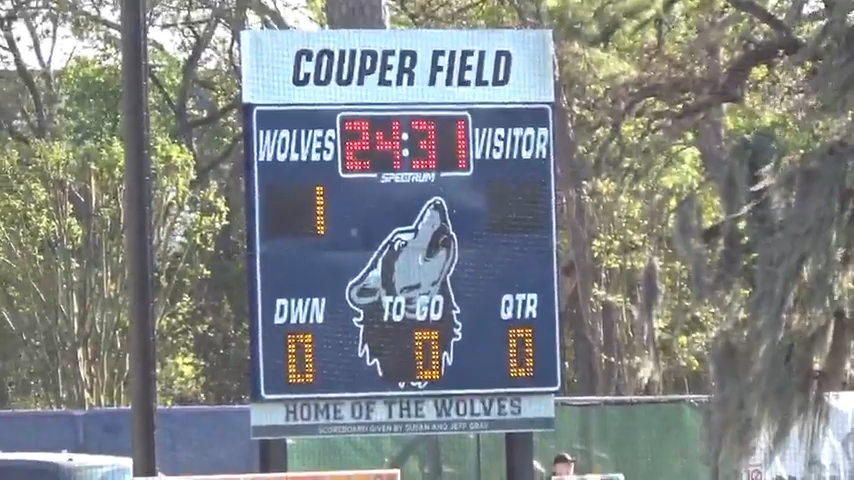 COUPER FIELD
WOLVES 24:31 VISITOR
SPECTRUM
1
DWN TO GO QTR
0 0 0
HOME OF THE WOLVES
SCOREBOARD GIVEN BY SUSAN AND JEFF GRAY